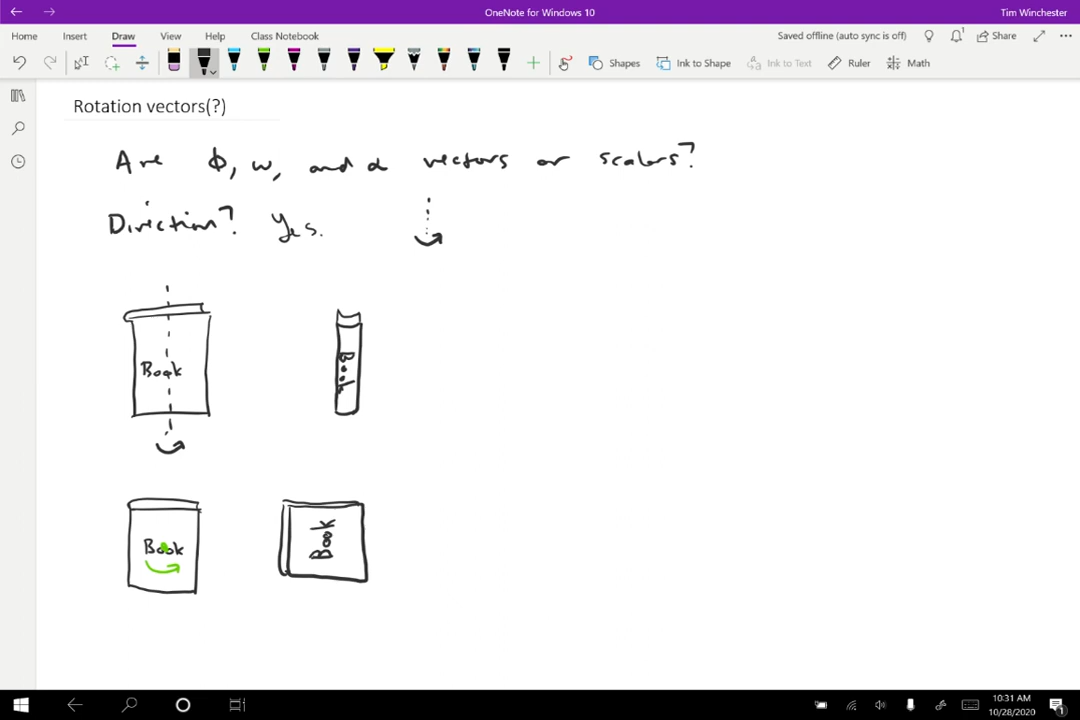 OneNote for Windows 10
Tim Winchester
Home Insert Draw View Help Class Notebook
Saved offline (auto sync is off) Share
Shapes Ink to Shape Ink to Text Ruler Math
Rotation vectors(?)
Are Φ, ω, and α vectors or scalars?
Direction? Yes.
Book
Book
Book
Book
10:31 AM
10/28/2020